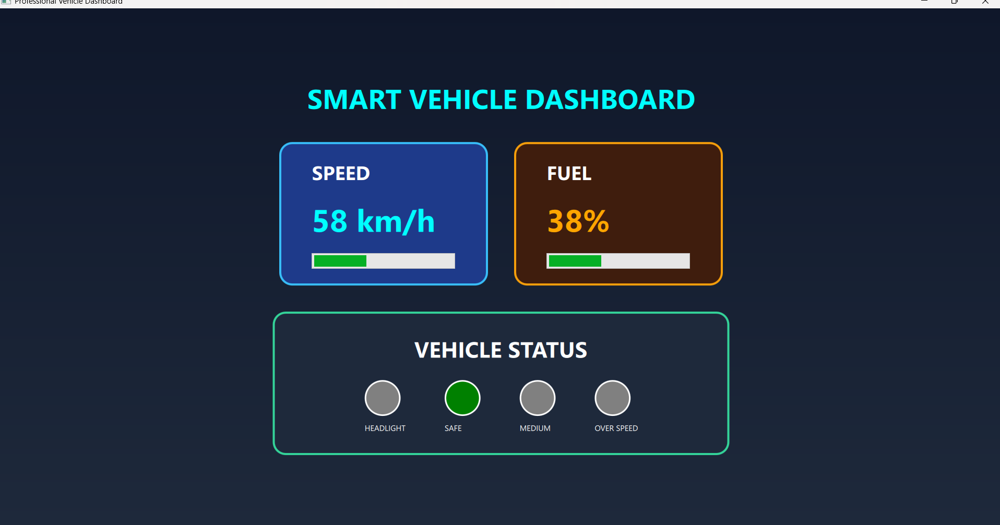 Professional Vehicle Dashboard
SMART VEHICLE DASHBOARD
SPEED
58 km/h
FUEL
38%
VEHICLE STATUS
HEADLIGHT
SAFE
MEDIUM
OVER SPEED